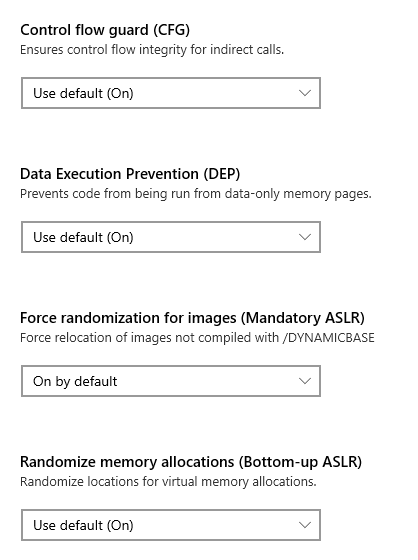 Control flow guard (CFG)
Ensures control flow integrity for indirect calls.
Use default (On)
Data Execution Prevention (DEP)
Prevents code from being run from data-only memory pages.
Use default (On)
Force randomization for images (Mandatory ASLR)
Force relocation of images not compiled with /DYNAMICBASE
On by default
Randomize memory allocations (Bottom-up ASLR)
Randomize locations for virtual memory allocations.
Use default (On)